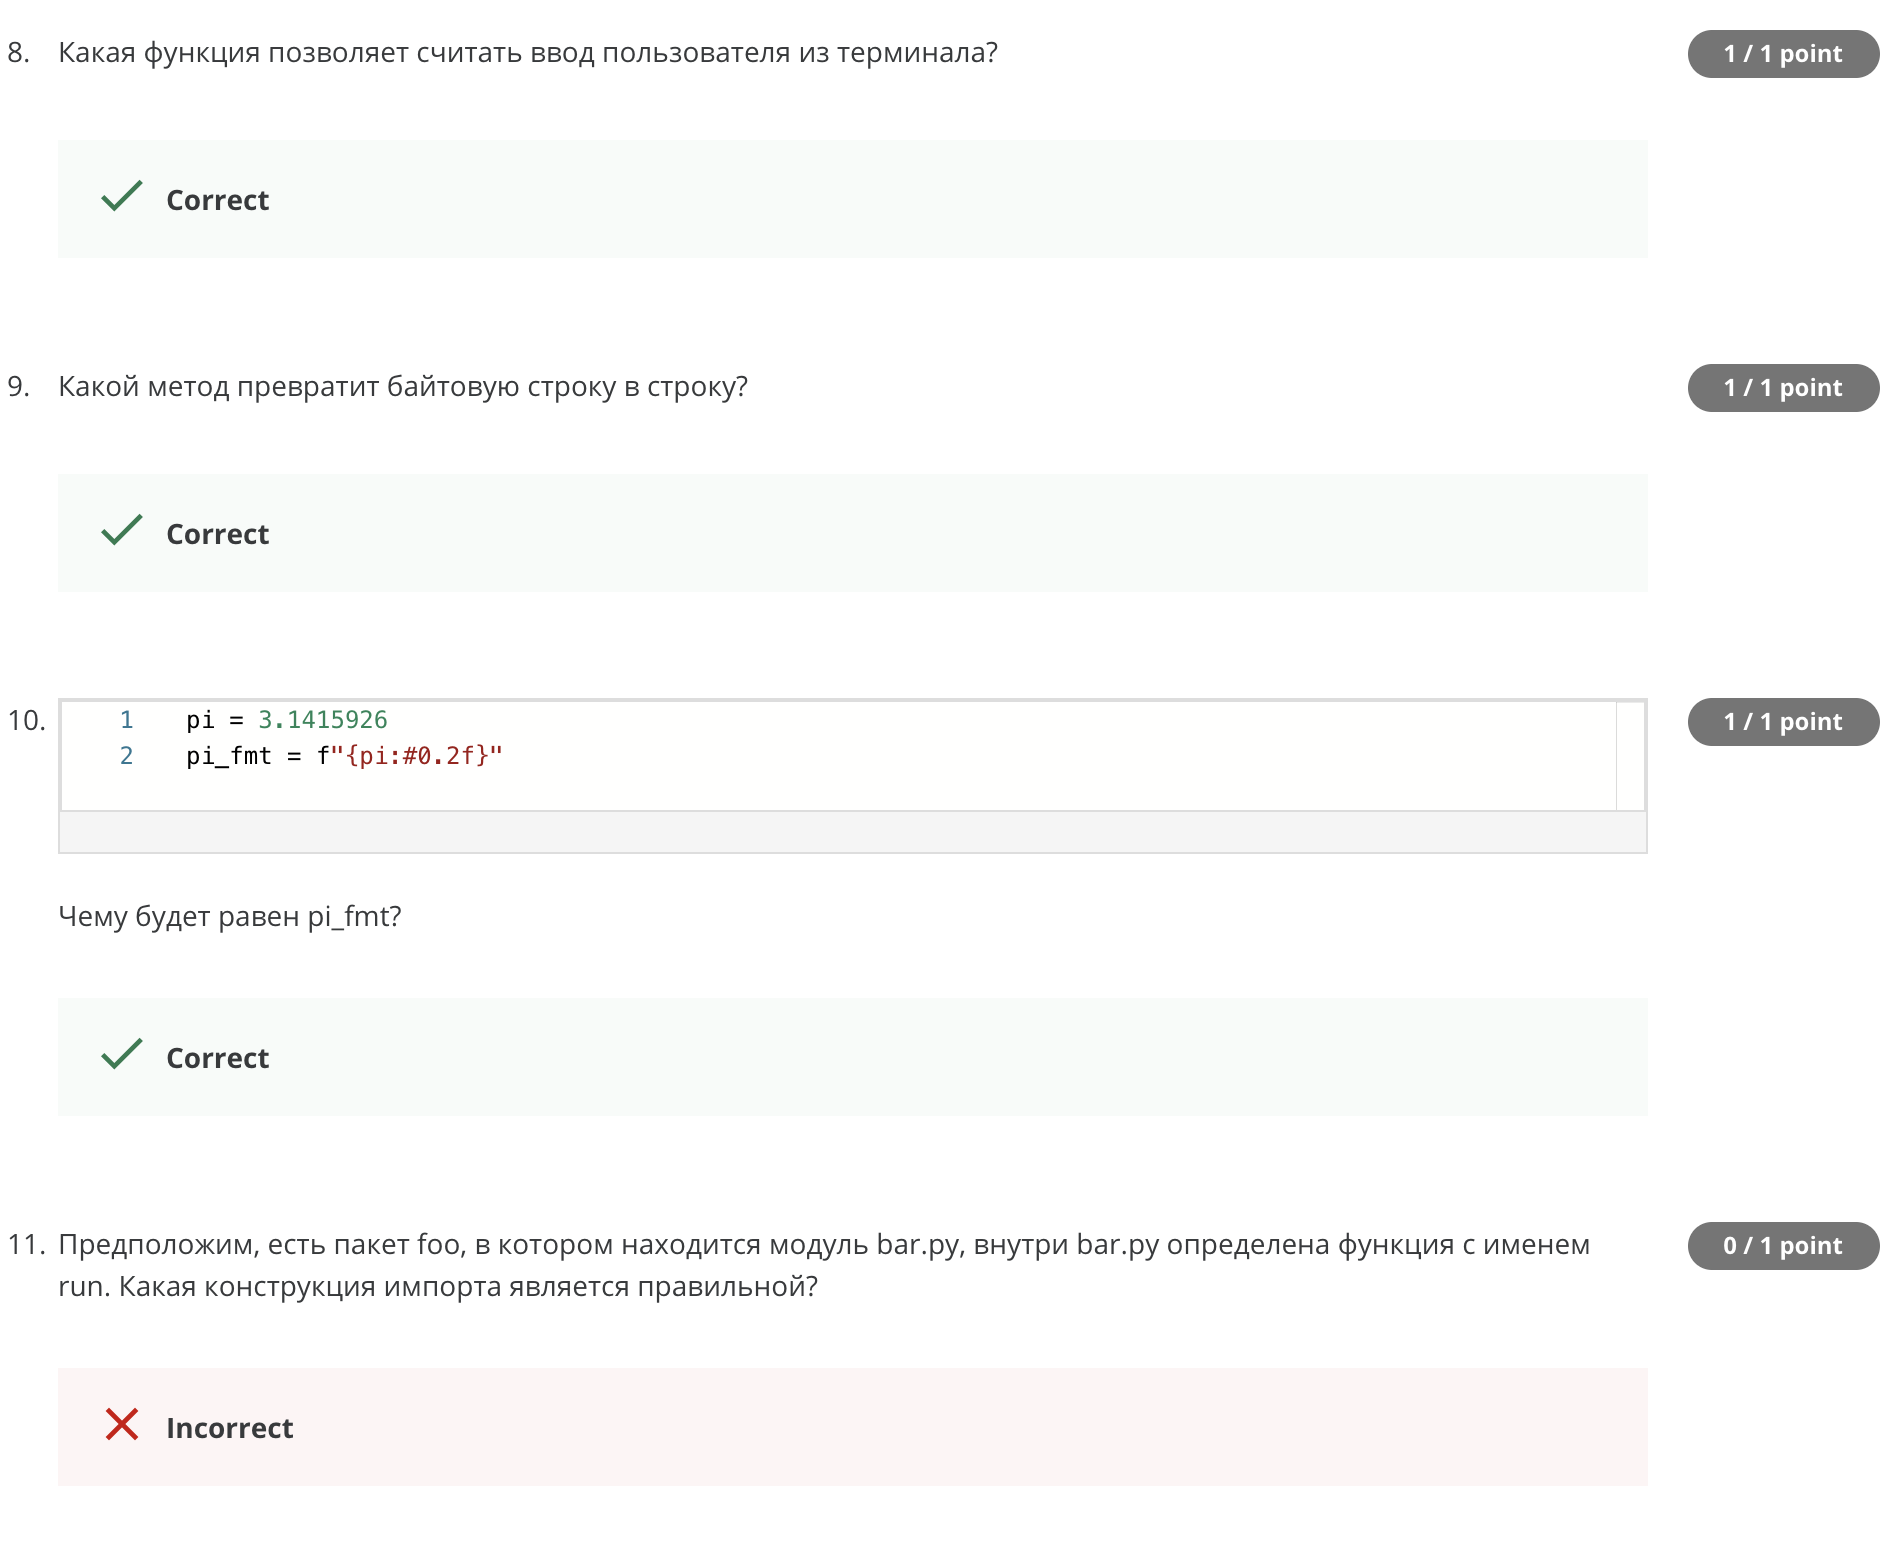 8. Какая функция позволяет считать ввод пользователя из терминала?
1 / 1 point
Correct
9. Какой метод превратит байтовую строку в строку?
1 / 1 point
Correct
10.
1 / 1 point
1 pi = 3.1415926
2 pi_fmt = f"{pi:#0.2f}"
Чему будет равен pi_fmt?
Correct
11. Предположим, есть пакет foo, в котором находится модуль bar.py, внутри bar.py определена функция с именем
0 / 1 point
run. Какая конструкция импорта является правильной?
Incorrect